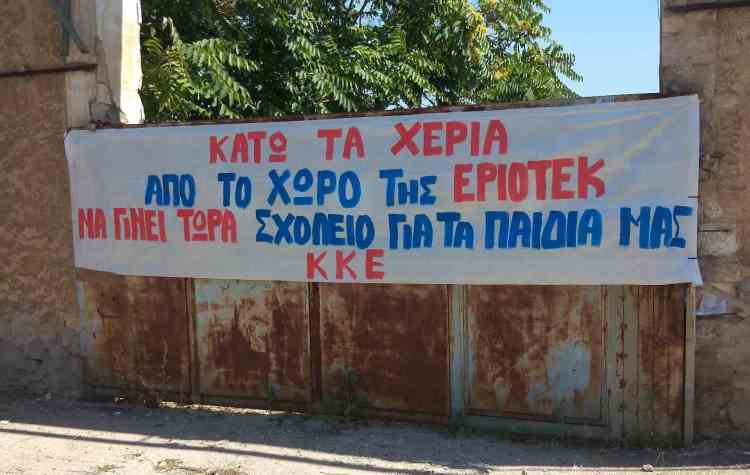 ΚΑΤΩ ΤΑ ΧΕΡΙΑ
ΑΠΟ ΤΟ ΧΩΡΟ ΤΗς ΕΡΙΟΤΕΚ
ΝΑ ΓΙΝΕΙ ΤΩΡΑ ΣΧΟΛΕΙΟ ΓΙΑ ΤΑ ΠΑΙΔΙΑ ΜΑΣ
ΚΚΕ